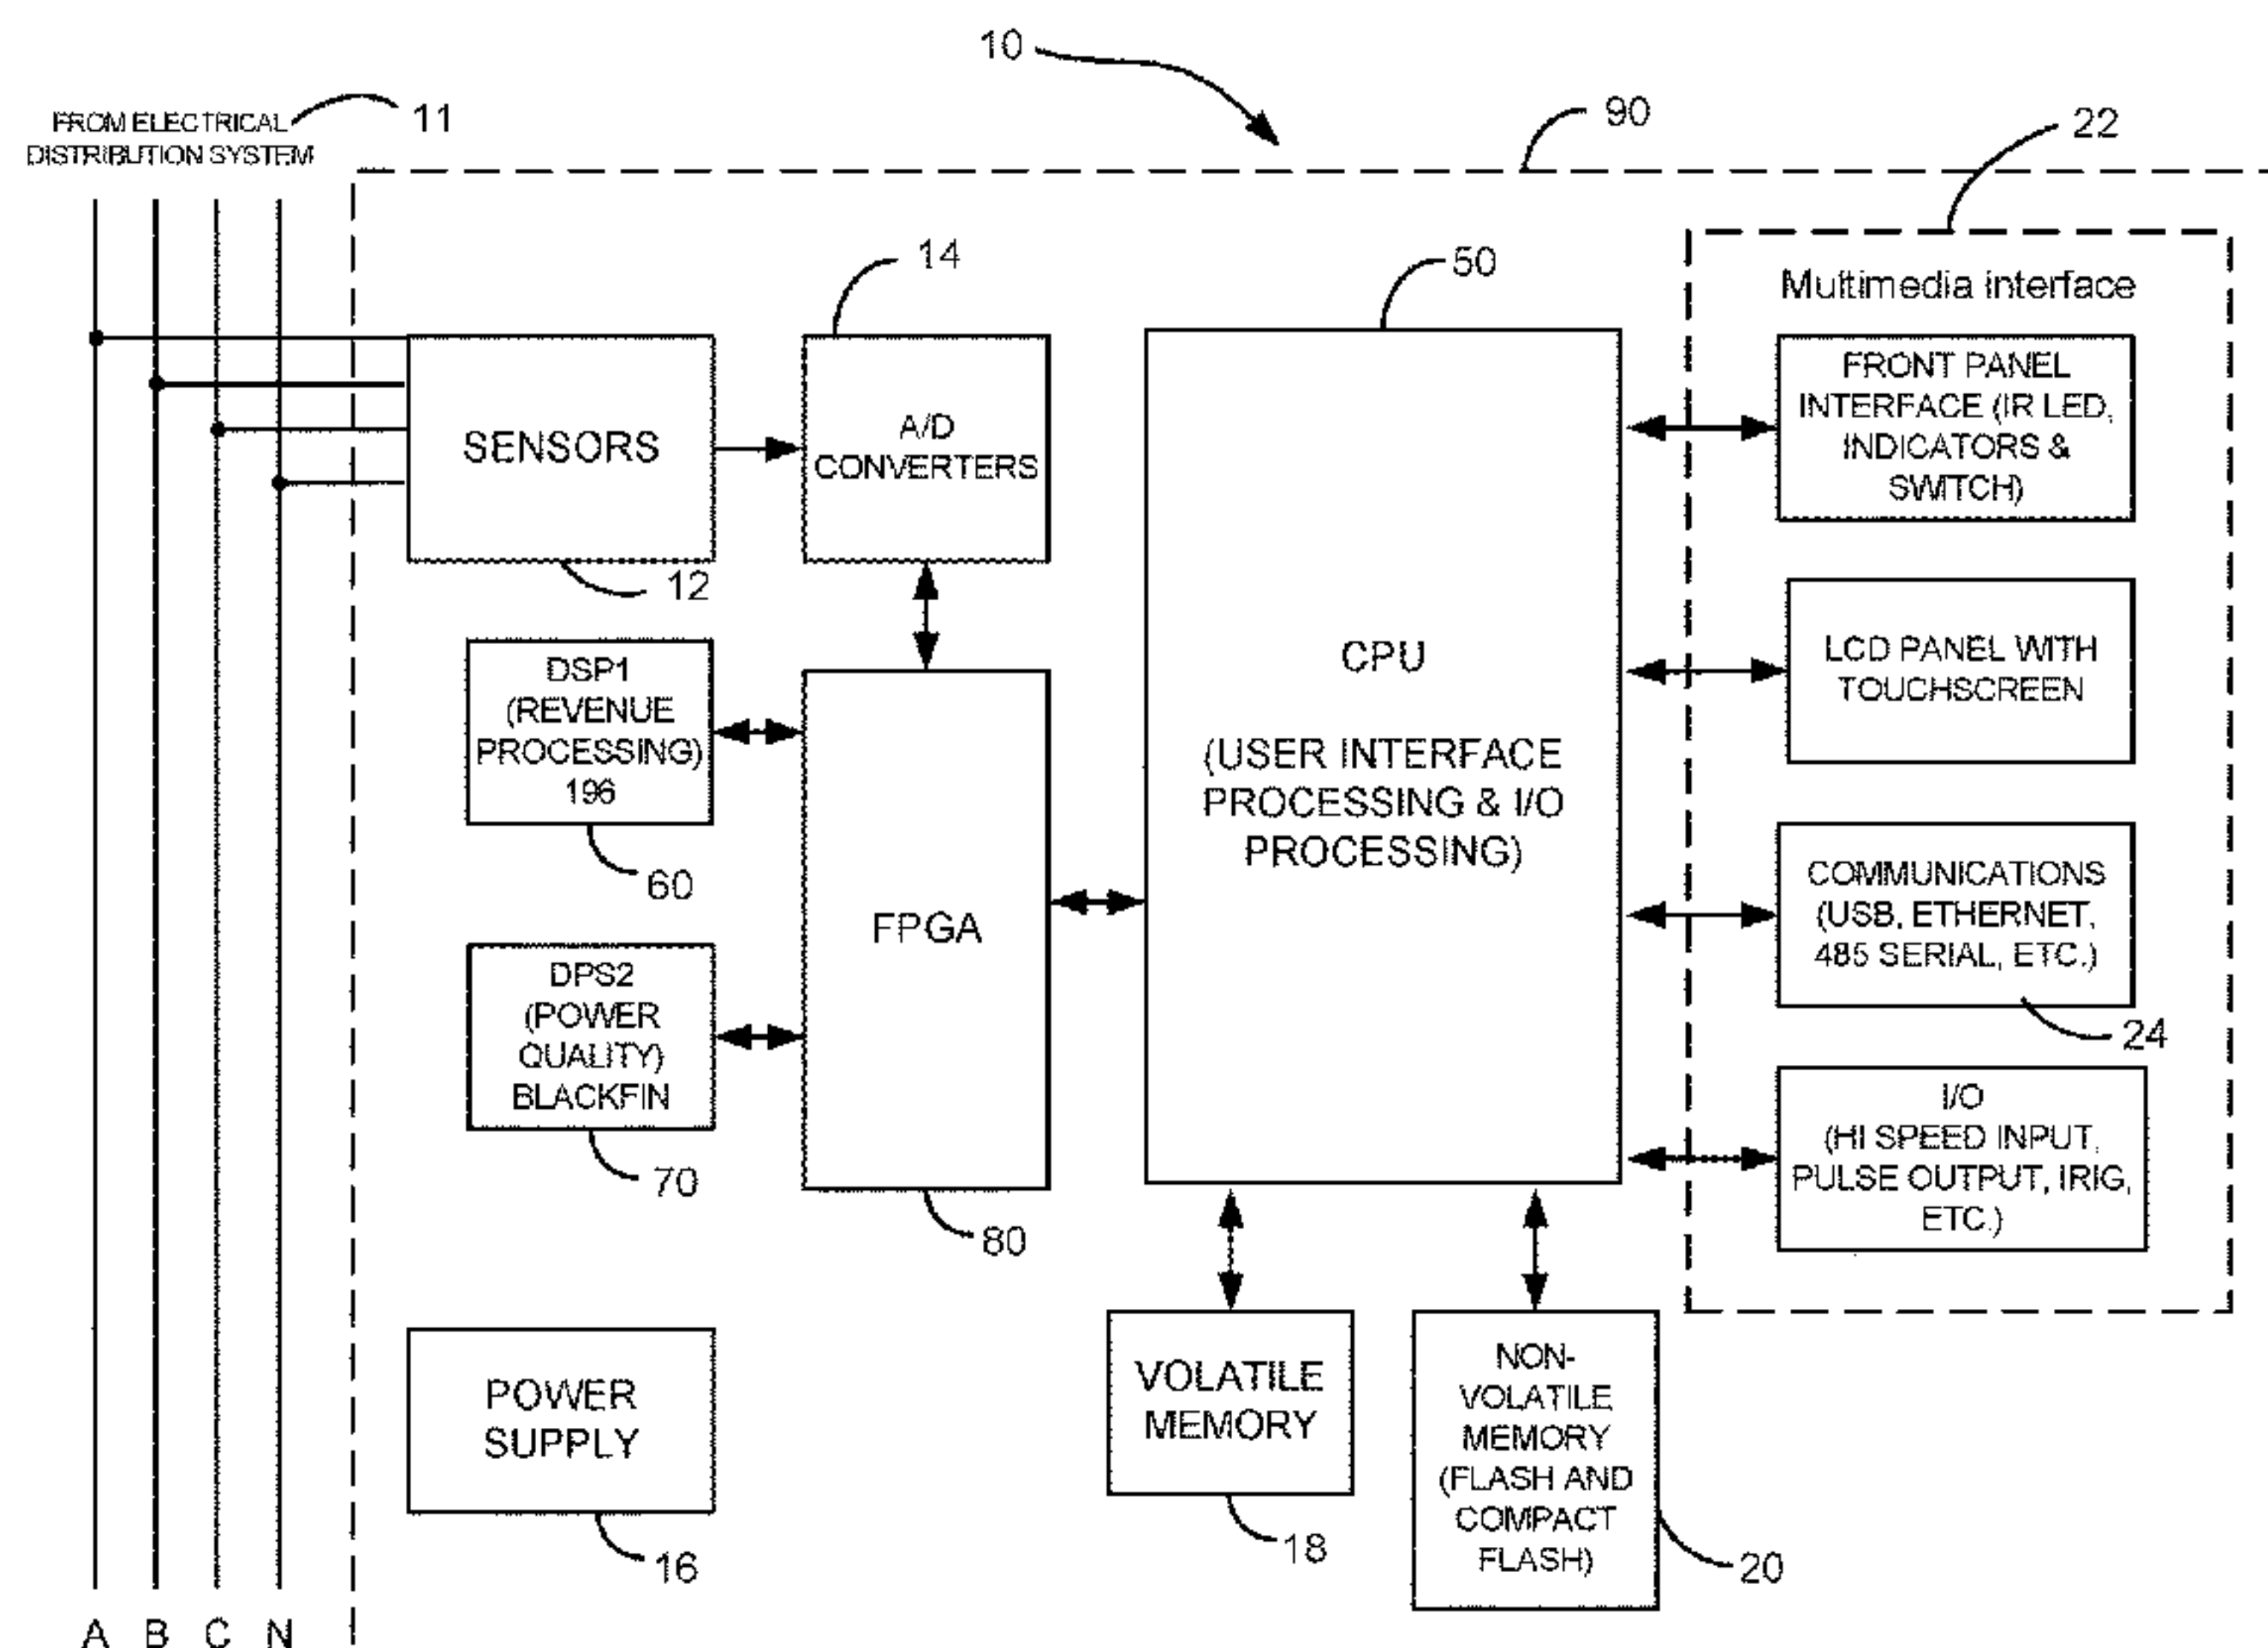 10
FROM ELECTRICAL
DISTRIBUTION SYSTEM
11
90
22
14
50
Multimedia interface
SENSORS
12
A/D
CONVERTERS
FRONT PANEL
INTERFACE (IR LED,
INDICATORS &
SWITCH)
DSP1
(REVENUE
PROCESSING)
196
60
CPU
(USER INTERFACE
PROCESSING & I/O
PROCESSING)
LCD PANEL WITH
TOUCHSCREEN
DPS2
(POWER
QUALITY)
BLACKFIN
70
FPGA
80
COMMUNICATIONS
(USB, ETHERNET,
485 SERIAL, ETC.)
24
I/O
(HI SPEED INPUT,
PULSE OUTPUT, IRIG,
ETC.)
POWER
SUPPLY
16
VOLATILE
MEMORY
18
NON-
VOLATILE
MEMORY
(FLASH AND
COMPACT
FLASH)
20
A B C N